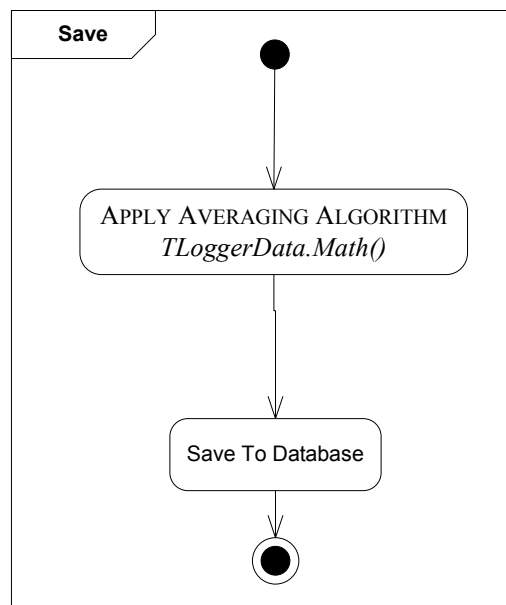 Save
APPLY AVERAGING ALGORITHM
TLoggerData.Math()
Save To Database